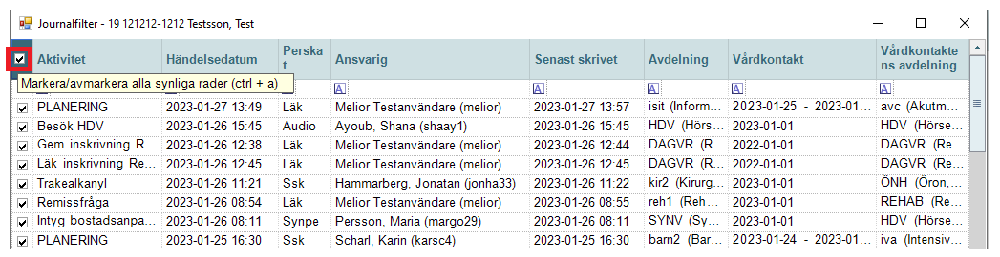 Journalfilter - 19 121212-1212 Testsson, Test
Aktivitet Händelsedatum Perskat Ansvarig Senast skrivet Avdelning Vårdkontakt Vårdkontaktens avdelning
Markera/avmarkera alla synliga rader (ctrl + a)
PLANERING 2023-01-27 13:49 Läk Melior Testanvändare (melior) 2023-01-27 13:57 isit (Inform... 2023-01-25 - 2023-01... avc (Akutm...
Besök HDV 2023-01-26 15:45 Audio Ayoub, Shana (shaay1) 2023-01-26 15:45 HDV (Hörs... 2023-01-01 HDV (Hörse...
Gem inskrivning R... 2023-01-26 12:38 Läk Melior Testanvändare (melior) 2023-01-26 12:44 DAGVR (R... 2022-01-01 DAGVR (Re...
Läk inskrivning Re... 2023-01-26 12:45 Läk Melior Testanvändare (melior) 2023-01-26 12:45 DAGVR (R... 2022-01-01 DAGVR (Re...
Trakealkanyl 2023-01-26 11:21 Ssk Hammarberg, Jonatan (jonha33) 2023-01-26 11:22 kir2 (Kirurg... 2023-01-01 ÖNH (Öron,...
Remissfråga 2023-01-26 08:54 Läk Melior Testanvändare (melior) 2023-01-26 08:55 reh1 (Reh... 2023-01-01 REHAB (Re...
Intyg bostadsanpa... 2023-01-26 08:11 Synpe Persson, Maria (margo29) 2023-01-26 08:11 SYNV (Sy... 2023-01-01 HDV (Hörse...
PLANERING 2023-01-25 16:30 Ssk Scharl, Karin (karsc4) 2023-01-25 16:30 barn2 (Bar... 2023-01-24 - 2023-01... iva (Intensiv...